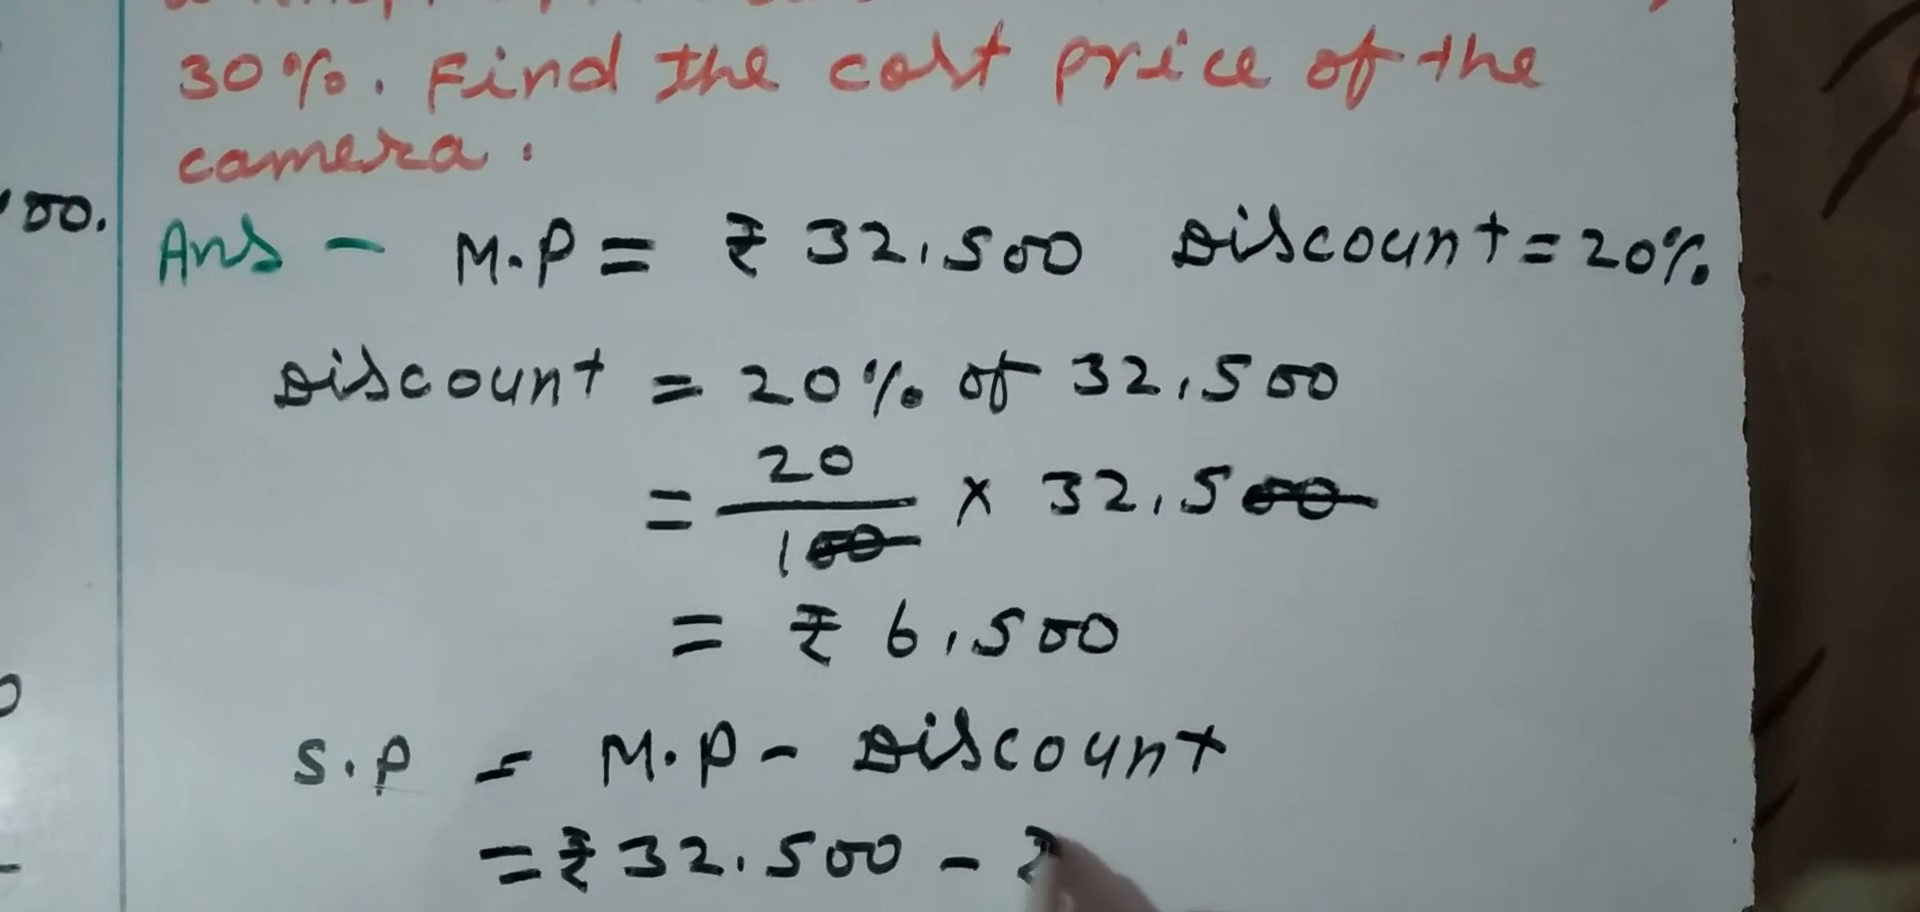 30%. Find the cost price of the
camera.
00.
Ans - M.P = ₹ 32,500 Discount = 20%
Discount = 20% of 32,500
= 20/100 × 32,500
= ₹ 6,500
S.P = M.P - Discount
= ₹ 32,500 - ₹